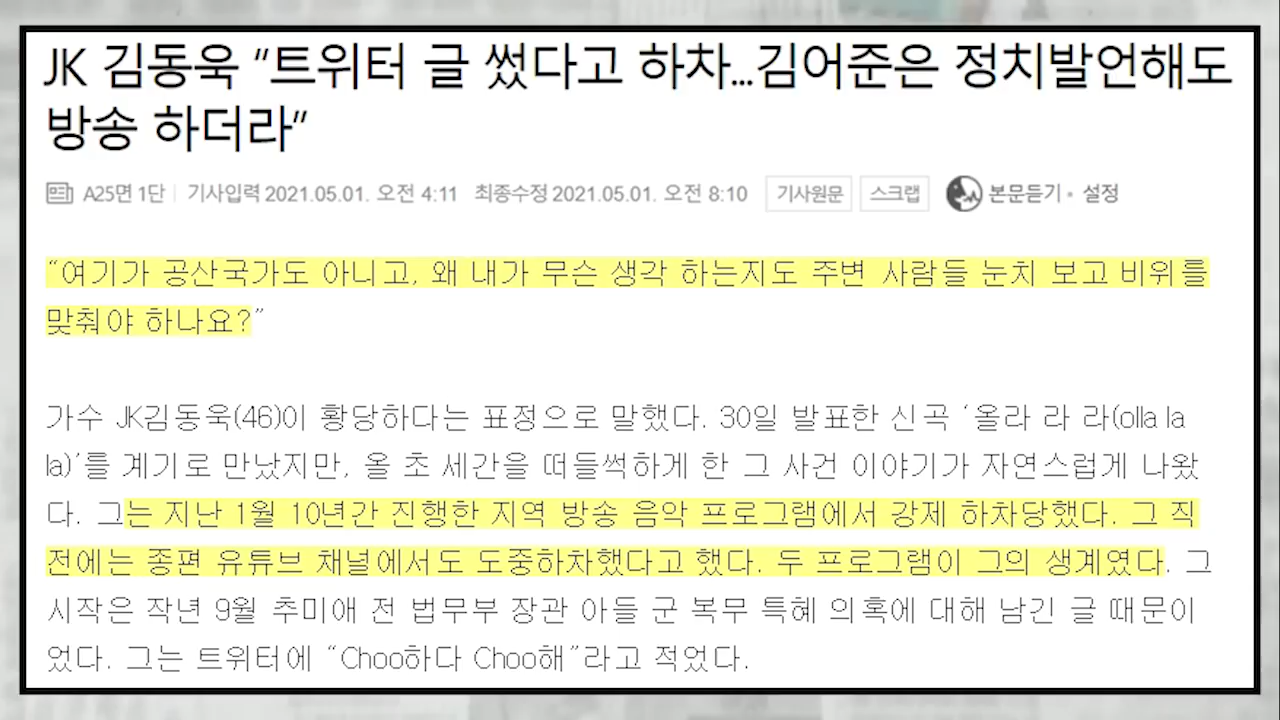 JK 김동욱 “트위터 글 썼다고 하차…김어준은 정치발언해도
방송 하더라”
A25면 1단 기사입력 2021.05.01. 오전 4:11 최종수정 2021.05.01. 오전 8:10 기사원문 스크랩 본문듣기 • 설정
“여기가 공산국가도 아니고, 왜 내가 무슨 생각 하는지도 주변 사람들 눈치 보고 비위를
맞춰야 하나요?”
가수 JK김동욱(46)이 황당하다는 표정으로 말했다. 30일 발표한 신곡 ‘올라 라 라(olla la
la)’를 계기로 만났지만, 올 초 세간을 떠들썩하게 한 그 사건 이야기가 자연스럽게 나왔
다. 그는 지난 1월 10년간 진행한 지역 방송 음악 프로그램에서 강제 하차당했다. 그 직
전에는 종편 유튜브 채널에서도 도중하차했다고 했다. 두 프로그램이 그의 생계였다. 그
시작은 작년 9월 추미애 전 법무부 장관 아들 군 복무 특혜 의혹에 대해 남긴 글 때문이
었다. 그는 트위터에 “Choo하다 Choo해”라고 적었다.